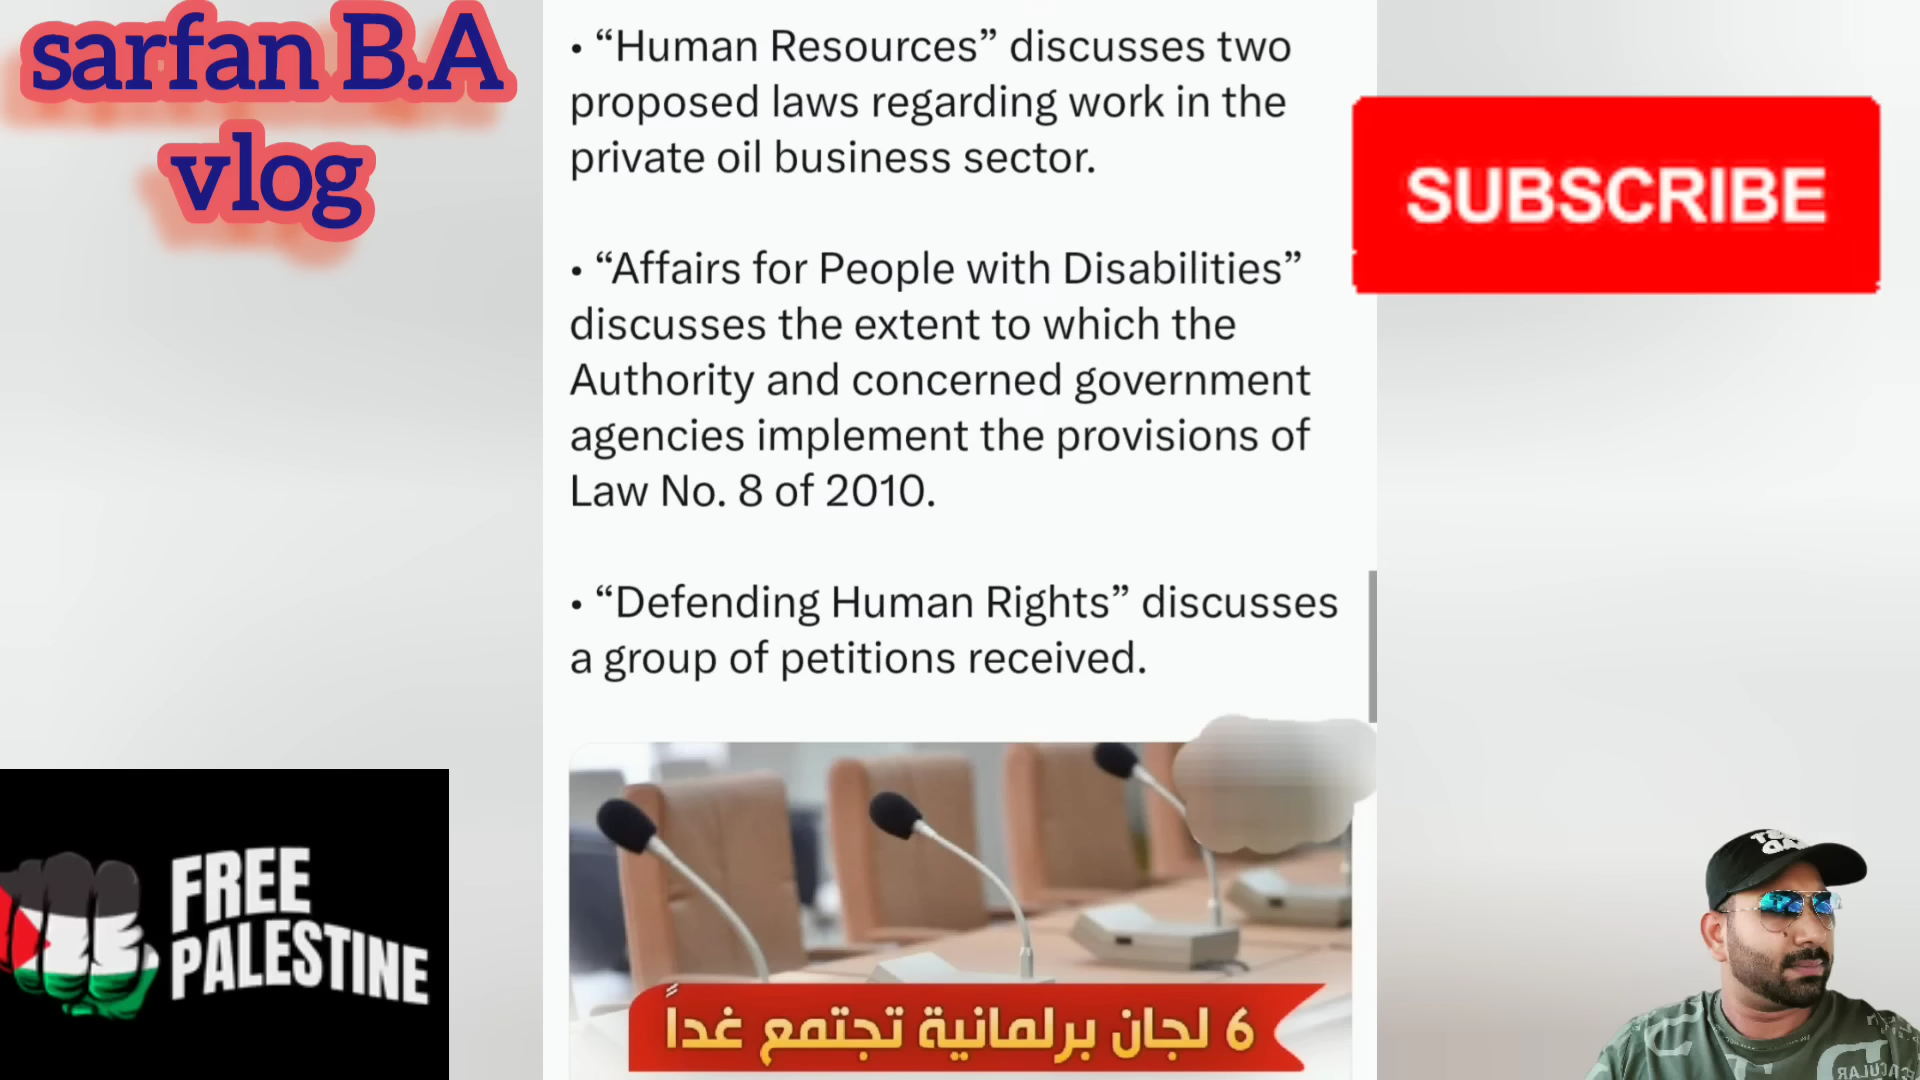 sarfan B.A
vlog
• “Human Resources” discusses two
proposed laws regarding work in the
private oil business sector.
• “Affairs for People with Disabilities”
discusses the extent to which the
Authority and concerned government
agencies implement the provisions of
Law No. 8 of 2010.
• “Defending Human Rights” discusses
a group of petitions received.
6 لجان برلمانية تجتمع غداً
SUBSCRIBE
FREE
PALESTINE